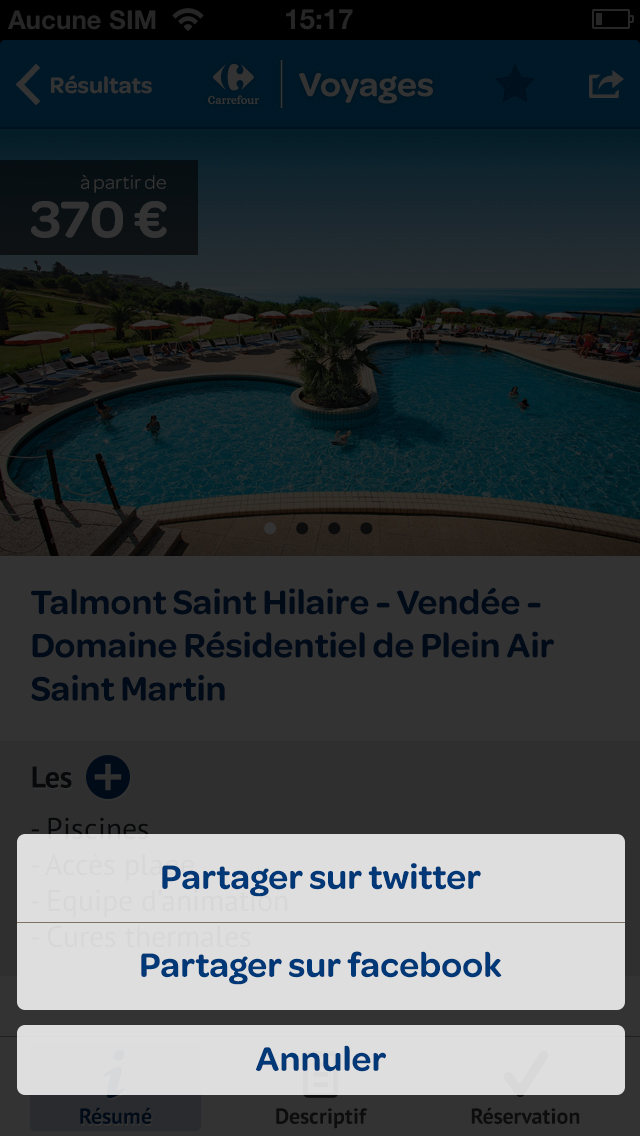 Aucune SIM 15:17
Résultats Carrefour Voyages
à partir de
370 €
Talmont Saint Hilaire - Vendée -
Domaine Résidentiel de Plein Air
Saint Martin
Les
- Piscines
- Accès plage
- Equipe d'animation
- Cures thermales
Partager sur twitter
Partager sur facebook
Annuler
Résumé Descriptif Réservation